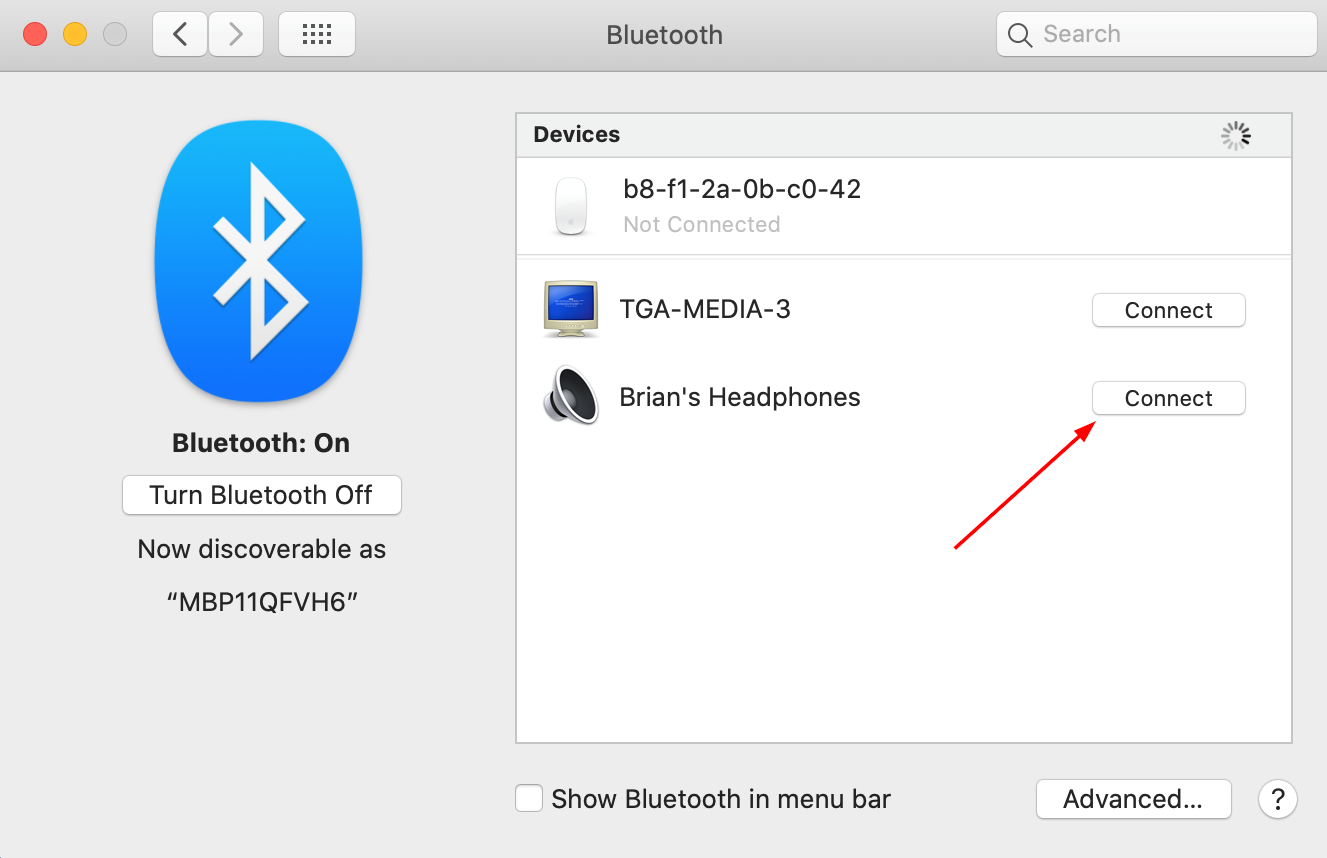 Bluetooth
Search
Devices
b8-f1-2a-0b-c0-42
Not Connected
TGA-MEDIA-3
Connect
Brian's Headphones
Connect
Bluetooth: On
Turn Bluetooth Off
Now discoverable as
“MBP11QFVH6”
Show Bluetooth in menu bar
Advanced...
?